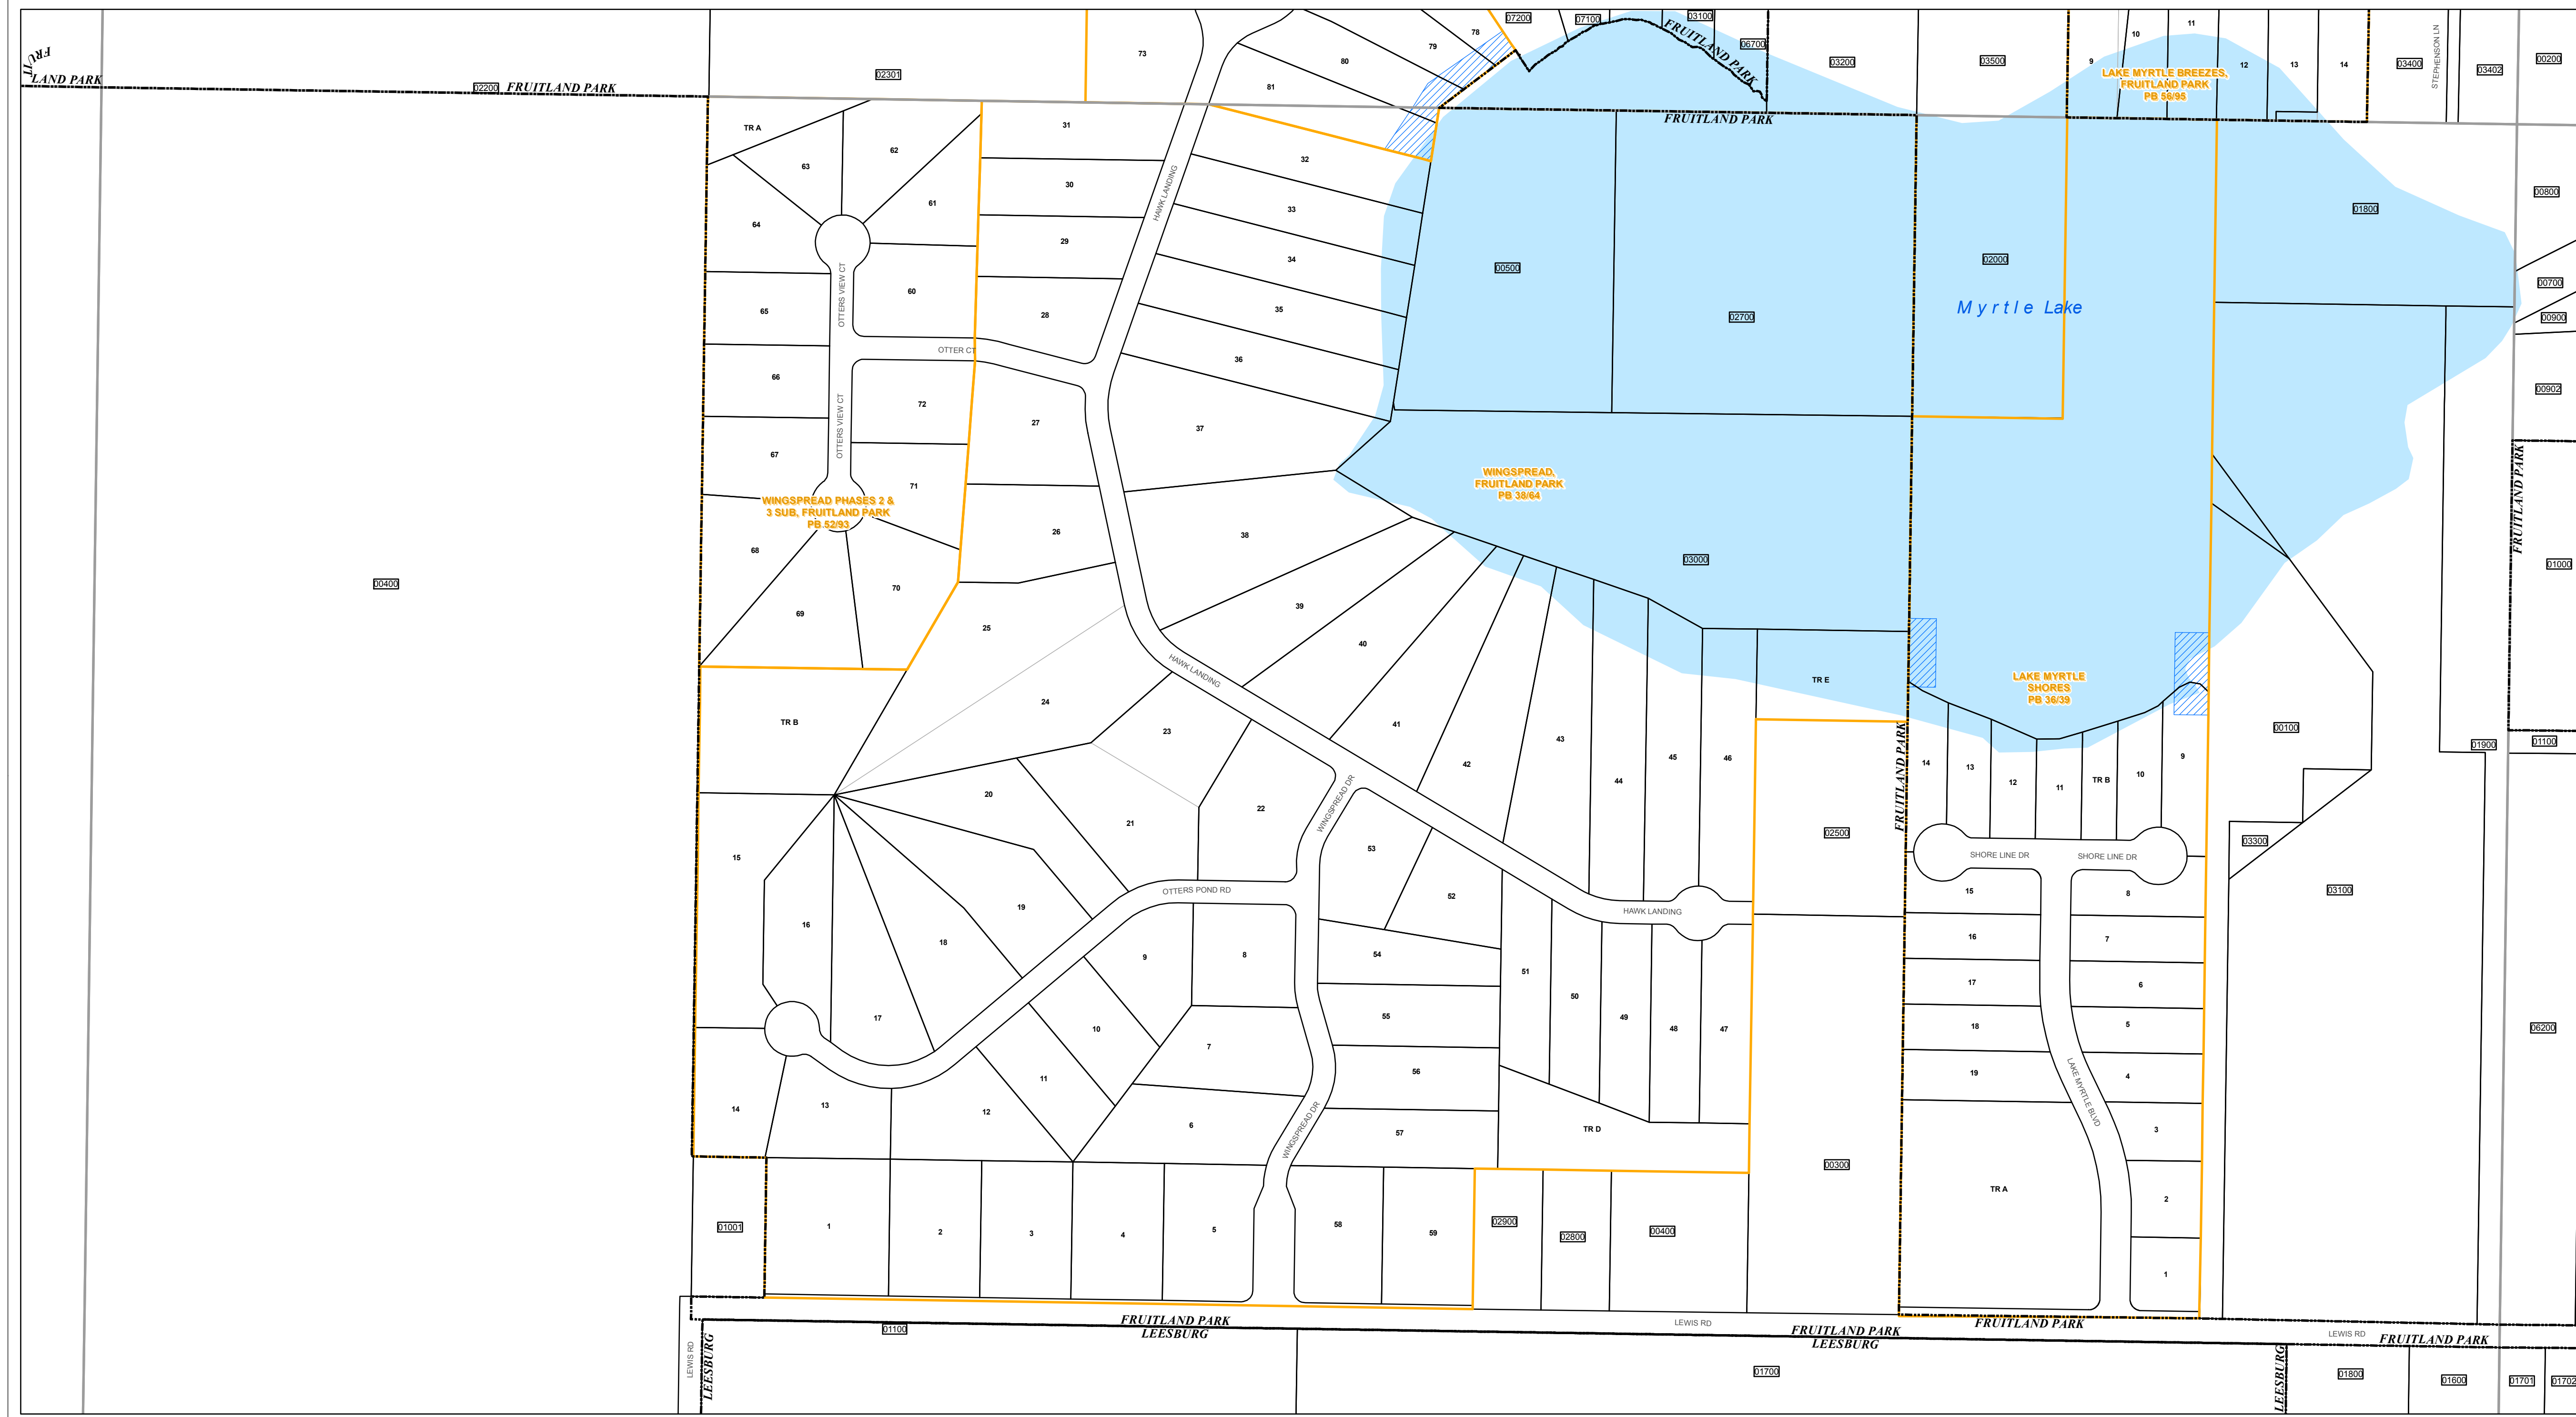 07200
07100
03100
FRUITLAND PARK
06700
03200
03500
9
10
11
12
13
14
03400
STEPHENSON LN
03402
00200
LAKE MYRTLE BREEZES,
FRUITLAND PARK
PB 56/95
FRUIT
LAND PARK
02200
FRUITLAND PARK
02301
73
78
79
80
81
FRUITLAND PARK
TR A
31
63
62
32
30
61
33
64
29
34
00500
02000
01800
00800
60
28
35
65
OTTERS VIEW CT
HAWK LANDING
02700
Myrtle Lake
00700
00900
OTTER CT
36
66
72
00902
27
37
OTTERS VIEW CT
67
71
WINGSPREAD PHASES 2 &
3 SUB, FRUITLAND PARK
PB 52/93
WINGSPREAD,
FRUITLAND PARK
PB 38/64
FRUITLAND PARK
26
38
68
03000
01000
00400
70
69
39
25
40
HAWK LANDING
TR E
LAKE MYRTLE
SHORES
PB 36/39
24
TR B
23
41
43
42
44
45
46
FRUITLAND PARK
14
13
12
11
TR B
10
9
00100
01900
01100
20
21
22
WINGSPREAD DR
02500
03300
53
15
SHORE LINE DR
SHORE LINE DR
OTTERS POND RD
52
HAWK LANDING
15
8
03100
19
16
18
9
8
54
51
50
16
7
17
6
17
10
55
49
48
47
18
5
06200
7
56
11
19
4
LAKE MYRTLE BLVD
14
13
12
6
57
WINGSPREAD DR
TR D
3
00300
TR A
2
01001
1
2
3
4
5
58
59
02900
02800
00400
1
FRUITLAND PARK
LEESBURG
01100
LEWIS RD
FRUITLAND PARK
LEESBURG
FRUITLAND PARK
LEWIS RD
FRUITLAND PARK
LEWIS RD
LEESBURG
01700
LEESBURG
01800
01600
01701
01702